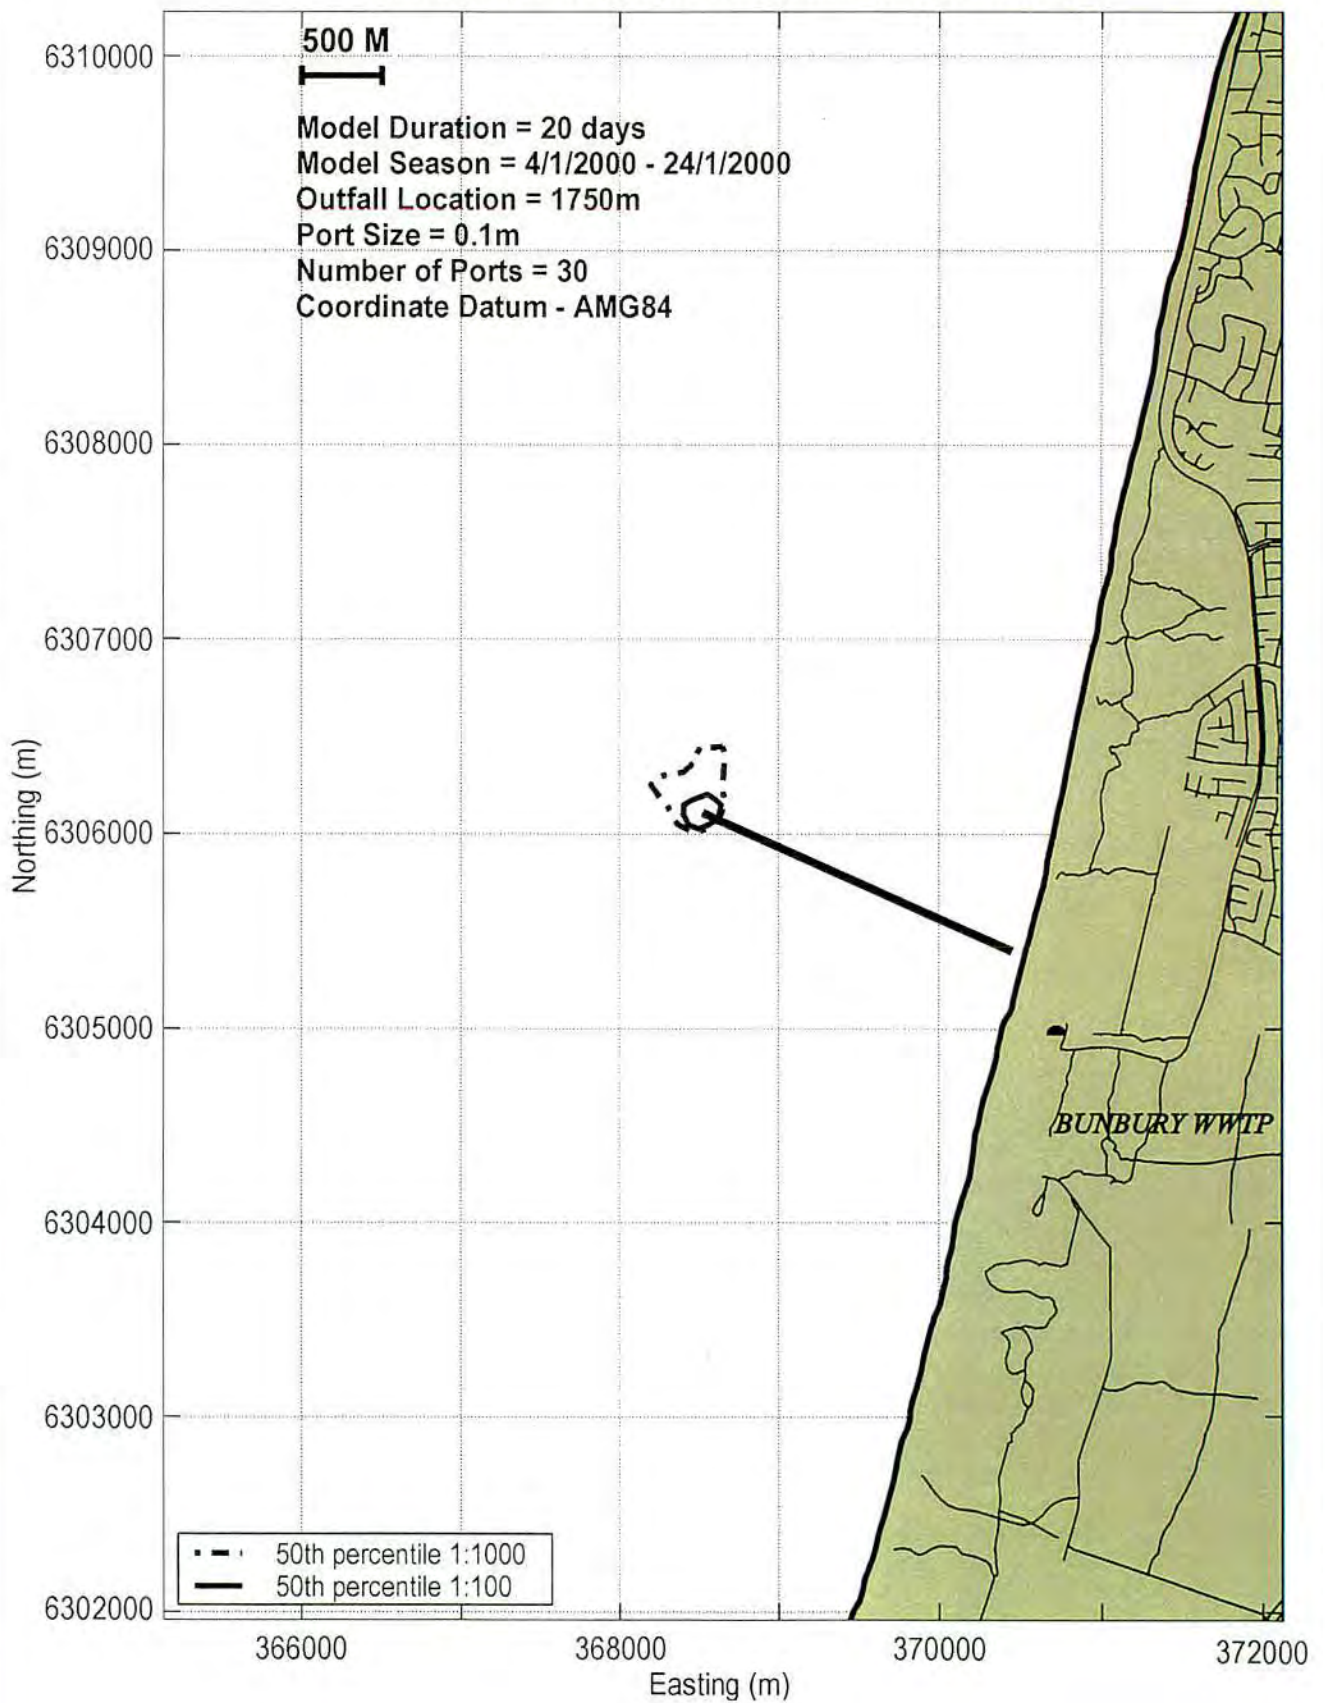 500 M
Model Duration = 20 days
Model Season = 4/1/2000 - 24/1/2000
Outfall Location = 1750m
Port Size = 0.1m
Number of Ports = 30
Coordinate Datum - AMG84
6310000
6309000
6308000
6307000
6306000
6305000
6304000
6303000
6302000
Northing (m)
BUNBURY WWTP
50th percentile 1:1000
50th percentile 1:100
366000
368000
370000
372000
Easting (m)